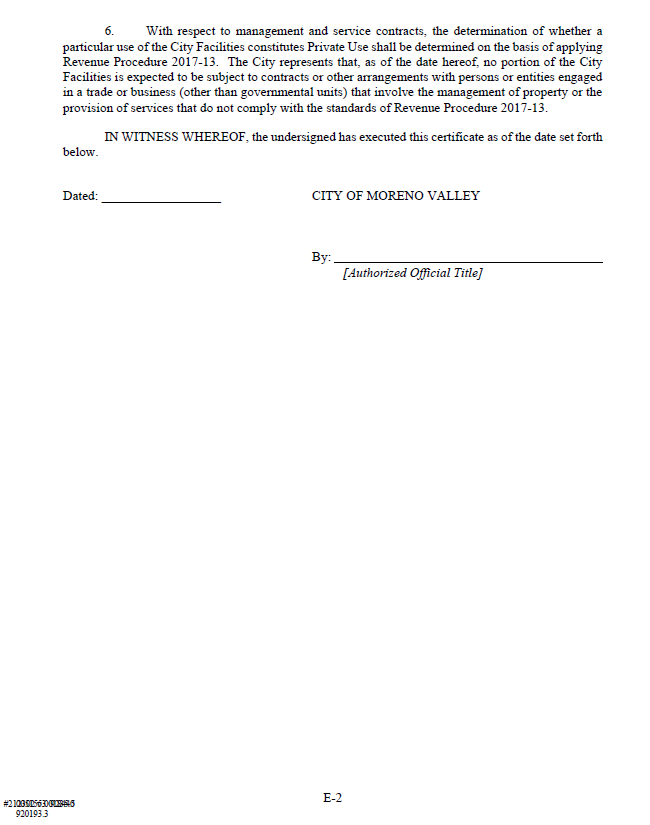 6. With respect to management and service contracts, the determination of whether a
particular use of the City Facilities constitutes Private Use shall be determined on the basis of applying
Revenue Procedure 2017-13. The City represents that, as of the date hereof, no portion of the City
Facilities is expected to be subject to contracts or other arrangements with persons or entities engaged
in a trade or business (other than governmental units) that involve the management of property or the
provision of services that do not comply with the standards of Revenue Procedure 2017-13.
IN WITNESS WHEREOF, the undersigned has executed this certificate as of the date set forth
below.
Dated: ___________________ CITY OF MORENO VALLEY
By: ___________________________________________
[Authorized Official Title]
E-2
920193.3